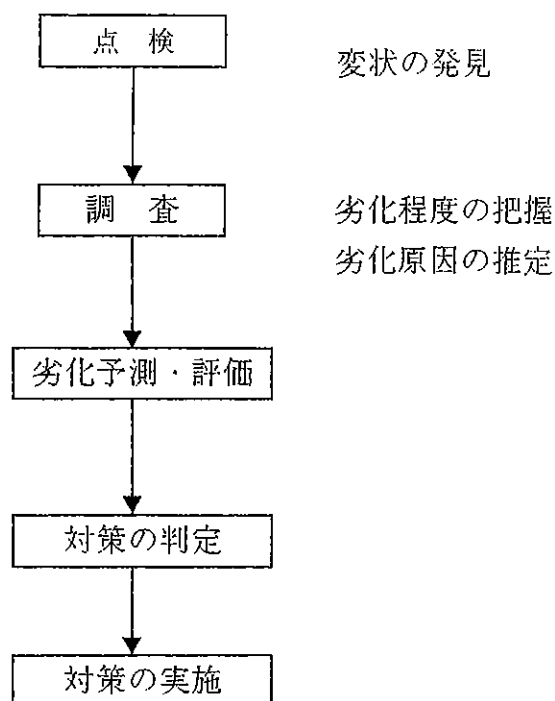 点 検
変状の発見
調 査
劣化程度の把握
劣化原因の推定
劣化予測・評価
対策の判定
対策の実施